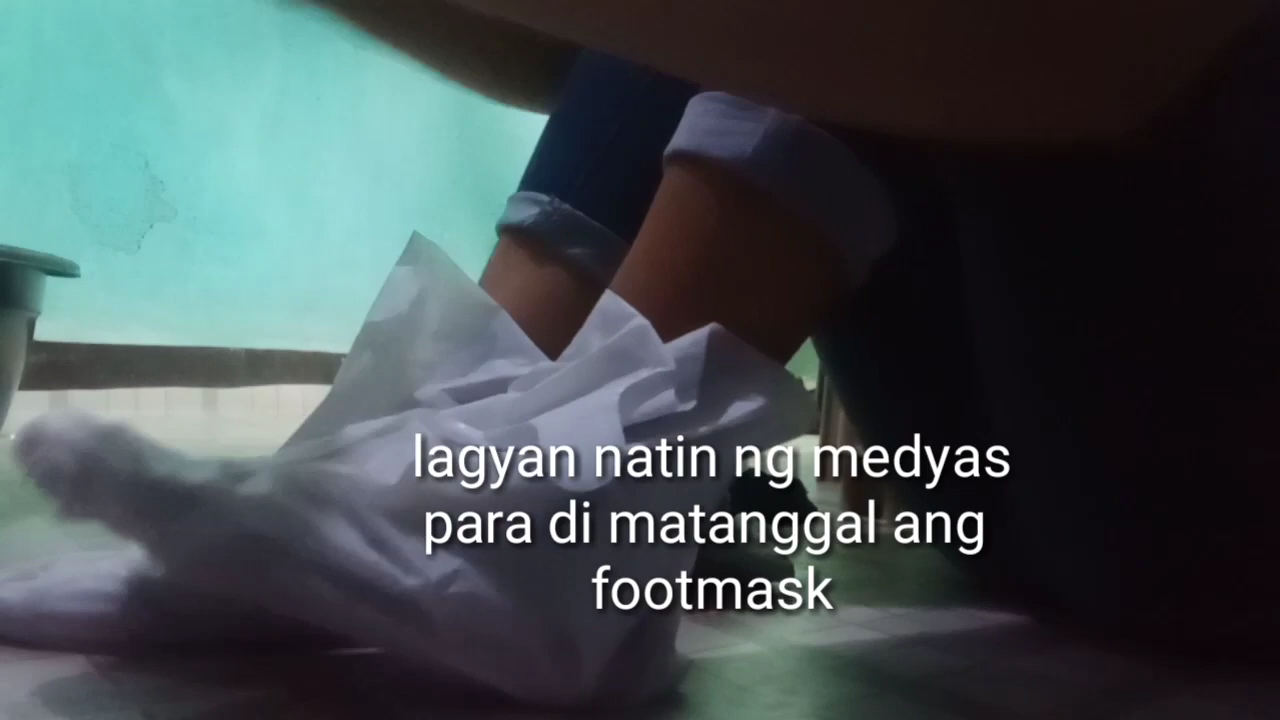 lagyan natin ng medyas
para di matanggal ang
footmask